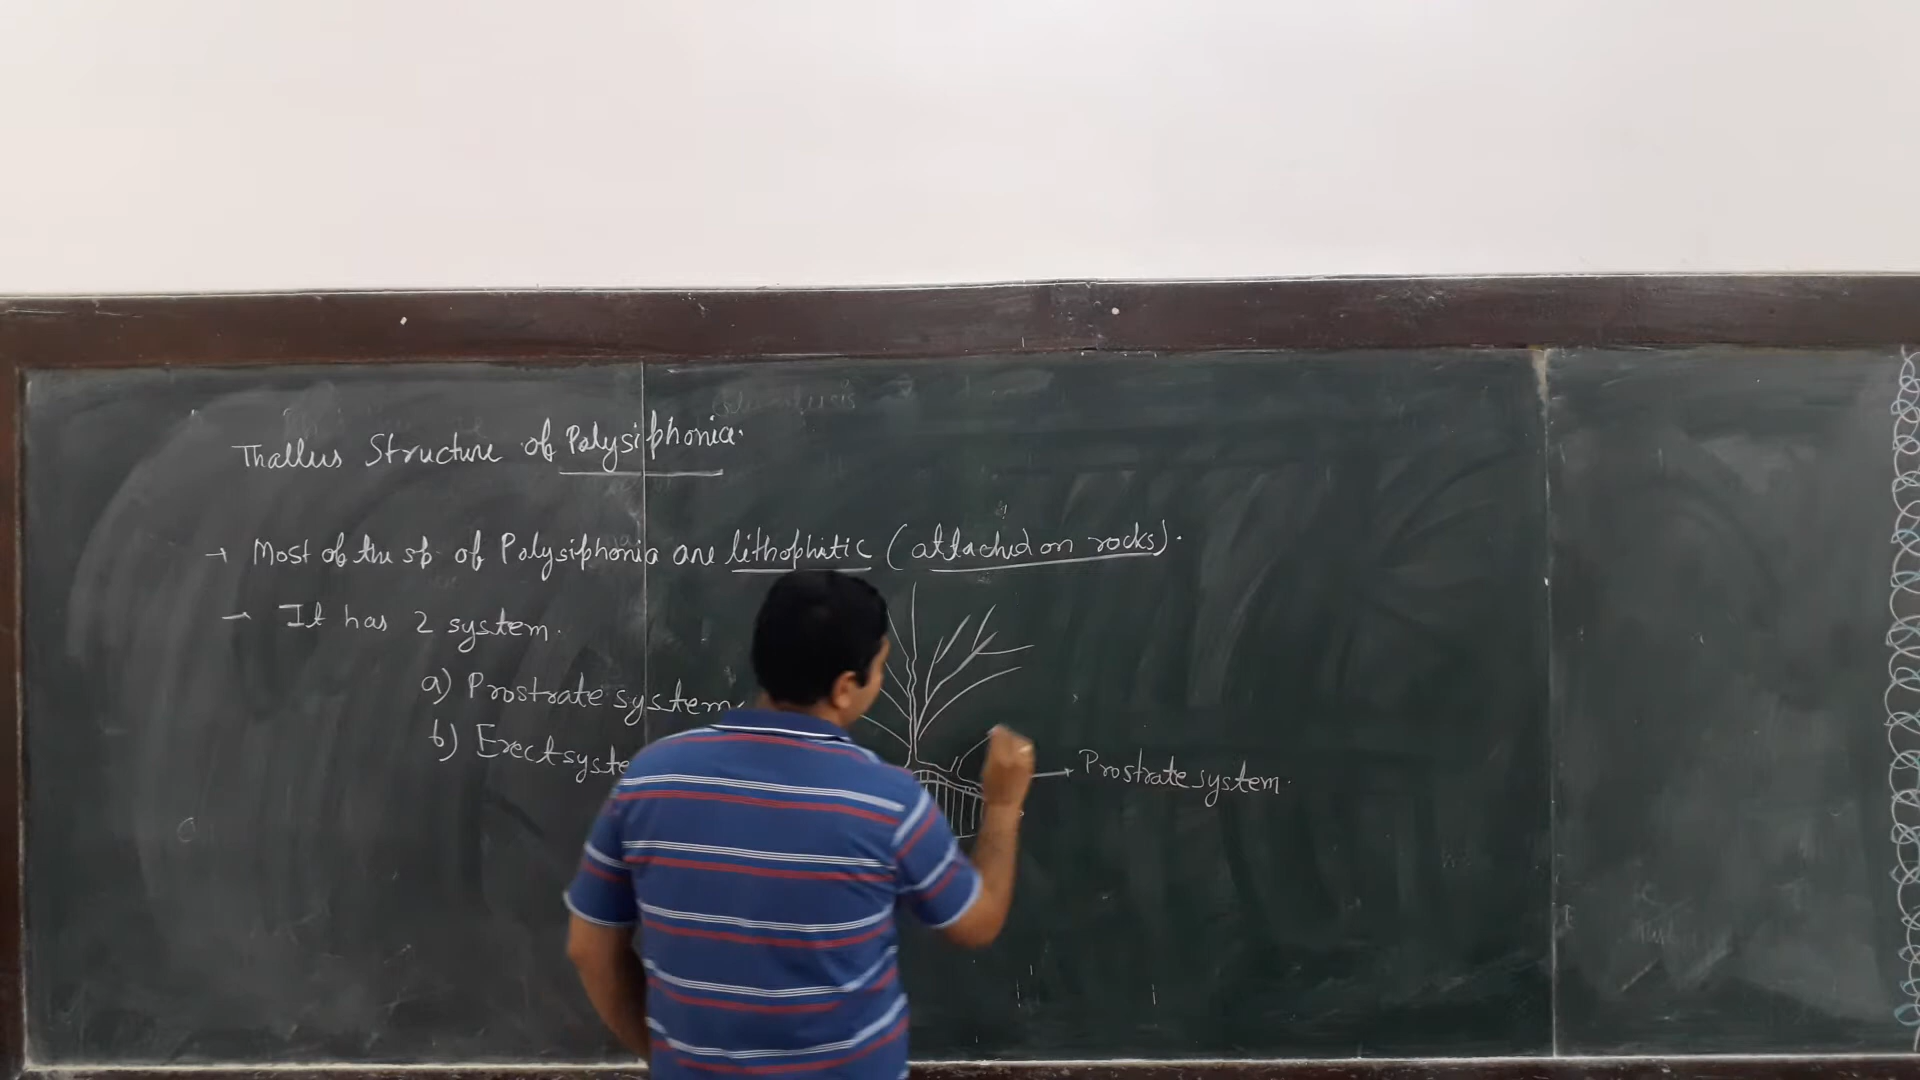 Thallus Structure of Polysiphonia.
→ Most of the sp. of Polysiphonia are lithophitic (attached on rocks).
→ It has 2 system.
a) Prostrate system.
b) Erect syste
→ Prostrate system.